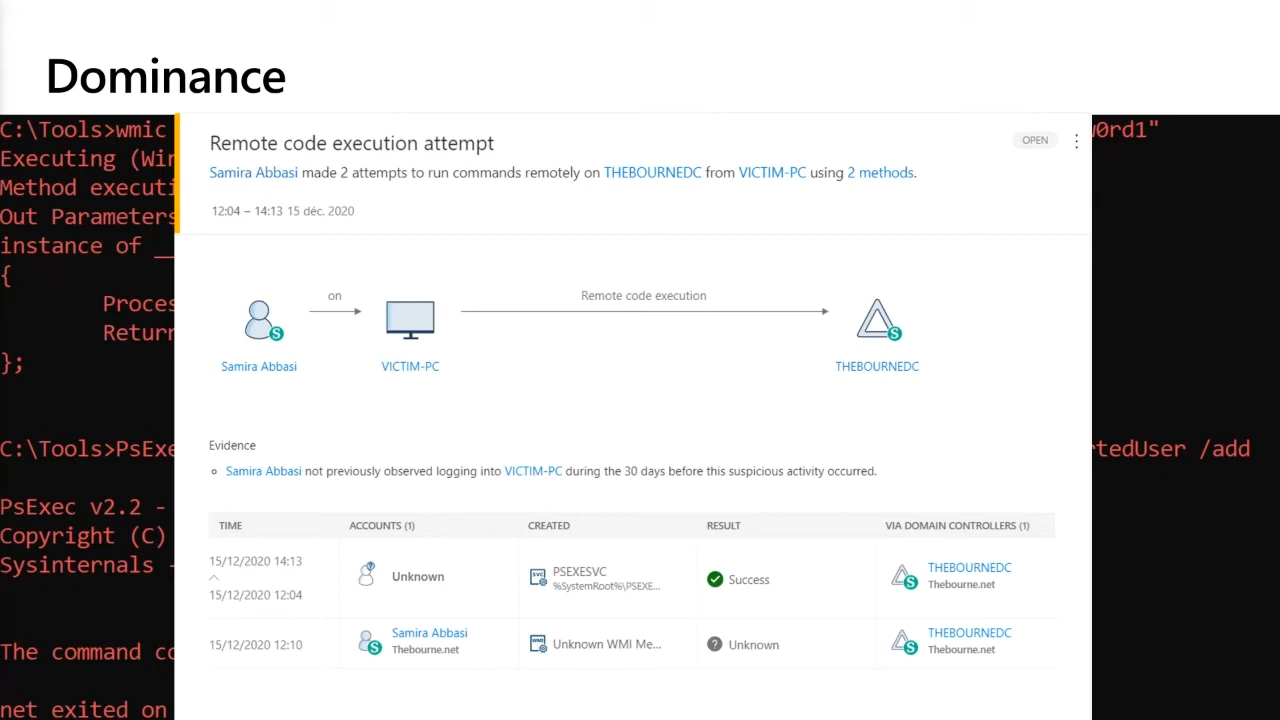 Dominance
C:\Tools>wmic
Executing (Wir
Method executi
Out Parameters
instance of __
{
Proces
Return
};
C:\Tools>PsExe
PsExec v2.2 -
Copyright (C)
Sysinternals -
The command co
net exited on
w0rd1"
rtedUser /add
Remote code execution attempt
OPEN
Samira Abbasi made 2 attempts to run commands remotely on THEBOURNEDC from VICTIM-PC using 2 methods.
12:04 – 14:13 15 déc. 2020
on
Remote code execution
Samira Abbasi
VICTIM-PC
THEBOURNEDC
Evidence
Samira Abbasi not previously observed logging into VICTIM-PC during the 30 days before this suspicious activity occurred.
TIME ACCOUNTS (1) CREATED RESULT VIA DOMAIN CONTROLLERS (1)
15/12/2020 14:13
15/12/2020 12:04
Unknown
PSEXESVC
%SystemRoot%\PSEXE...
Success
THEBOURNEDC
Thebourne.net
15/12/2020 12:10
Samira Abbasi
Thebourne.net
Unknown WMI Me...
Unknown
THEBOURNEDC
Thebourne.net